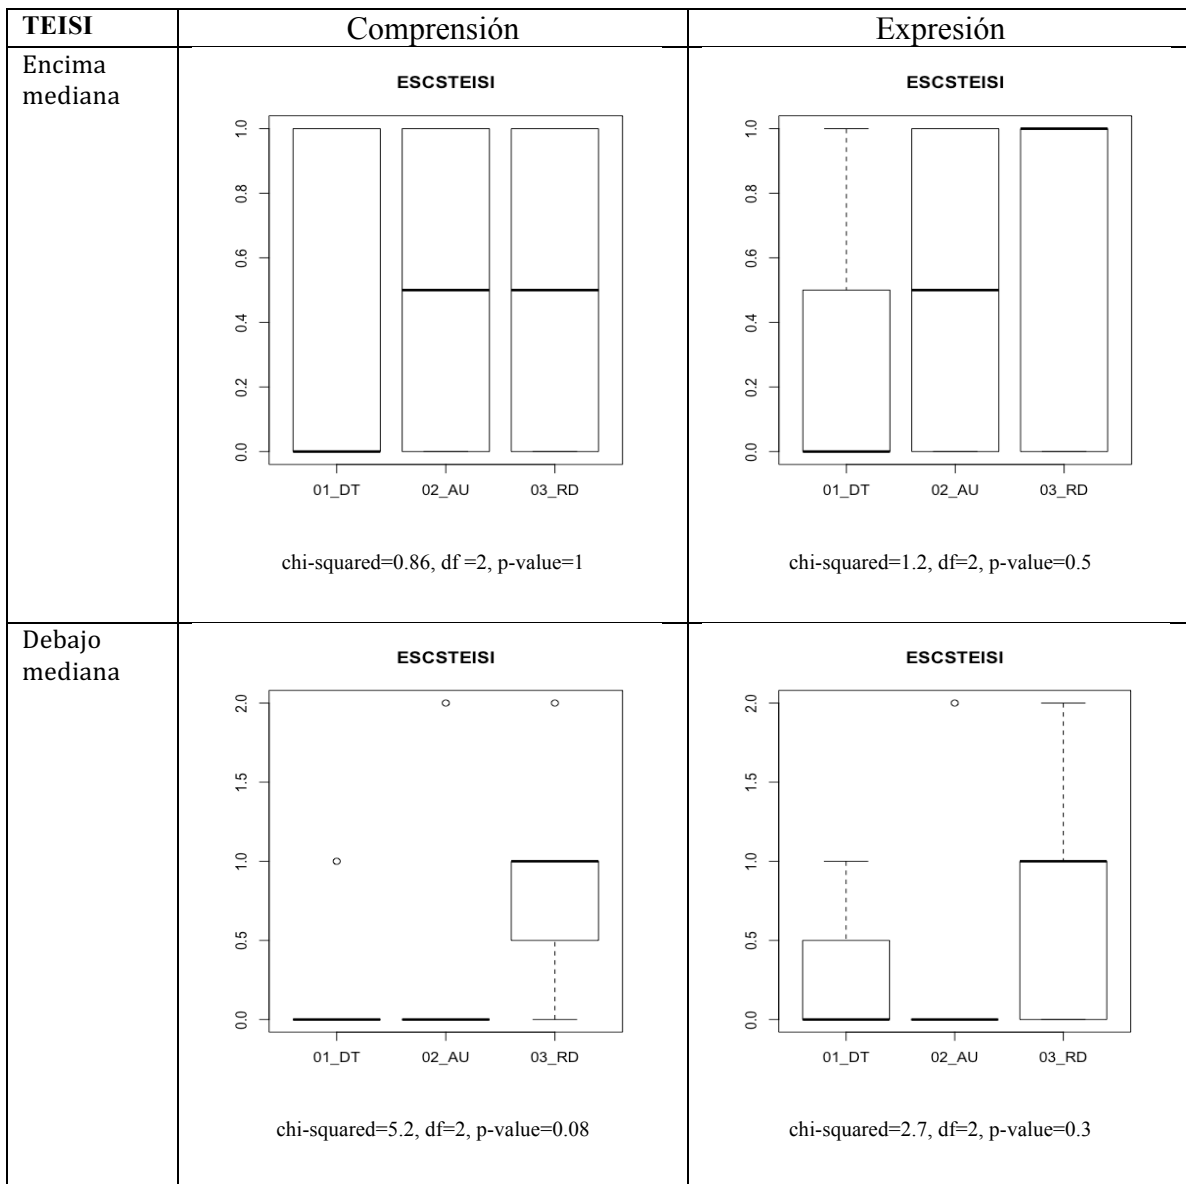 TEISI
Comprensión
Expresión
Encima
mediana
ESCSTEISI
1.0
0.8
0.6
0.4
0.2
0.0
01_DT 02_AU 03_RD
chi-squared=0.86, df =2, p-value=1
ESCSTEISI
1.0
0.8
0.6
0.4
0.2
0.0
01_DT 02_AU 03_RD
chi-squared=1.2, df=2, p-value=0.5
Debajo
mediana
ESCSTEISI
2.0
1.5
1.0
0.5
0.0
01_DT 02_AU 03_RD
chi-squared=5.2, df=2, p-value=0.08
ESCSTEISI
2.0
1.5
1.0
0.5
0.0
01_DT 02_AU 03_RD
chi-squared=2.7, df=2, p-value=0.3